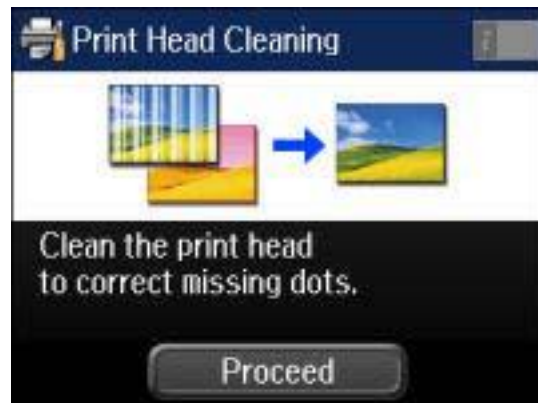 Print Head Cleaning
Clean the print head
to correct missing dots.
Proceed